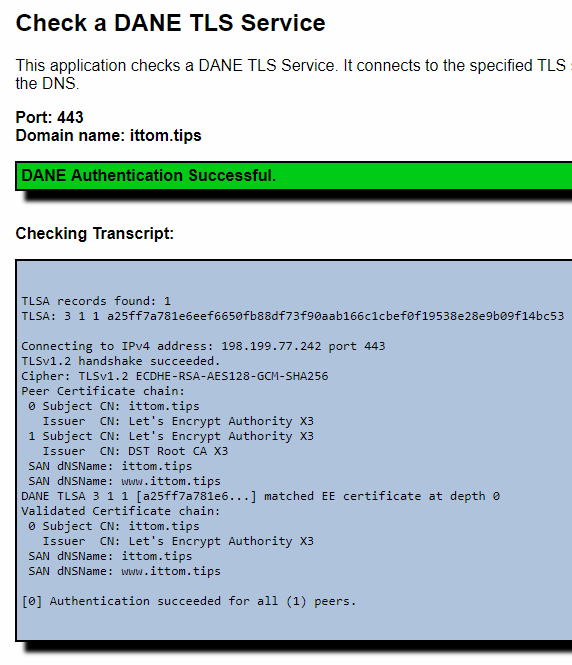 Check a DANE TLS Service
This application checks a DANE TLS Service. It connects to the specified TLS
the DNS.
Port: 443
Domain name: ittom.tips
DANE Authentication Successful.
Checking Transcript:
TLSA records found: 1
TLSA: 3 1 1 a25ff7a781e6eef6650fb88df73f90aab166c1cbef0f19538e28e9b09f14bc53
Connecting to IPv4 address: 198.199.77.242 port 443
TLSv1.2 handshake succeeded.
Cipher: TLSv1.2 ECDHE-RSA-AES128-GCM-SHA256
Peer Certificate chain:
0 Subject CN: ittom.tips
Issuer CN: Let's Encrypt Authority X3
1 Subject CN: Let's Encrypt Authority X3
Issuer CN: DST Root CA X3
SAN dNSName: ittom.tips
SAN dNSName: www.ittom.tips
DANE TLSA 3 1 1 [a25ff7a781e6...] matched EE certificate at depth 0
Validated Certificate chain:
0 Subject CN: ittom.tips
Issuer CN: Let's Encrypt Authority X3
SAN dNSName: ittom.tips
SAN dNSName: www.ittom.tips
[0] Authentication succeeded for all (1) peers.